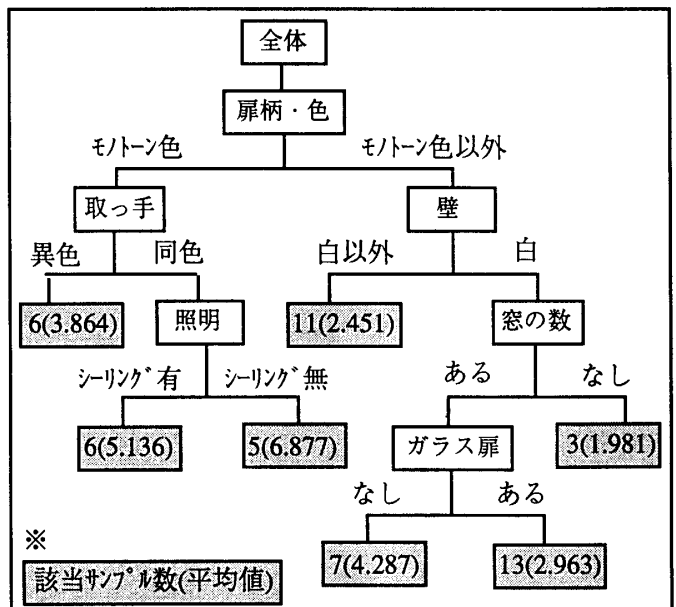 全体
扉柄・色
モノトーン色 モノトーン色以外
取っ手 壁
異色 同色 白以外 白
6(3.864) 照明 11(2.451) 窓の数
シーリング有 シーリング無 ある なし
6(5.136) 5(6.877) ガラス扉 3(1.981)
なし ある
※ 7(4.287) 13(2.963)
該当サンプル数(平均値)